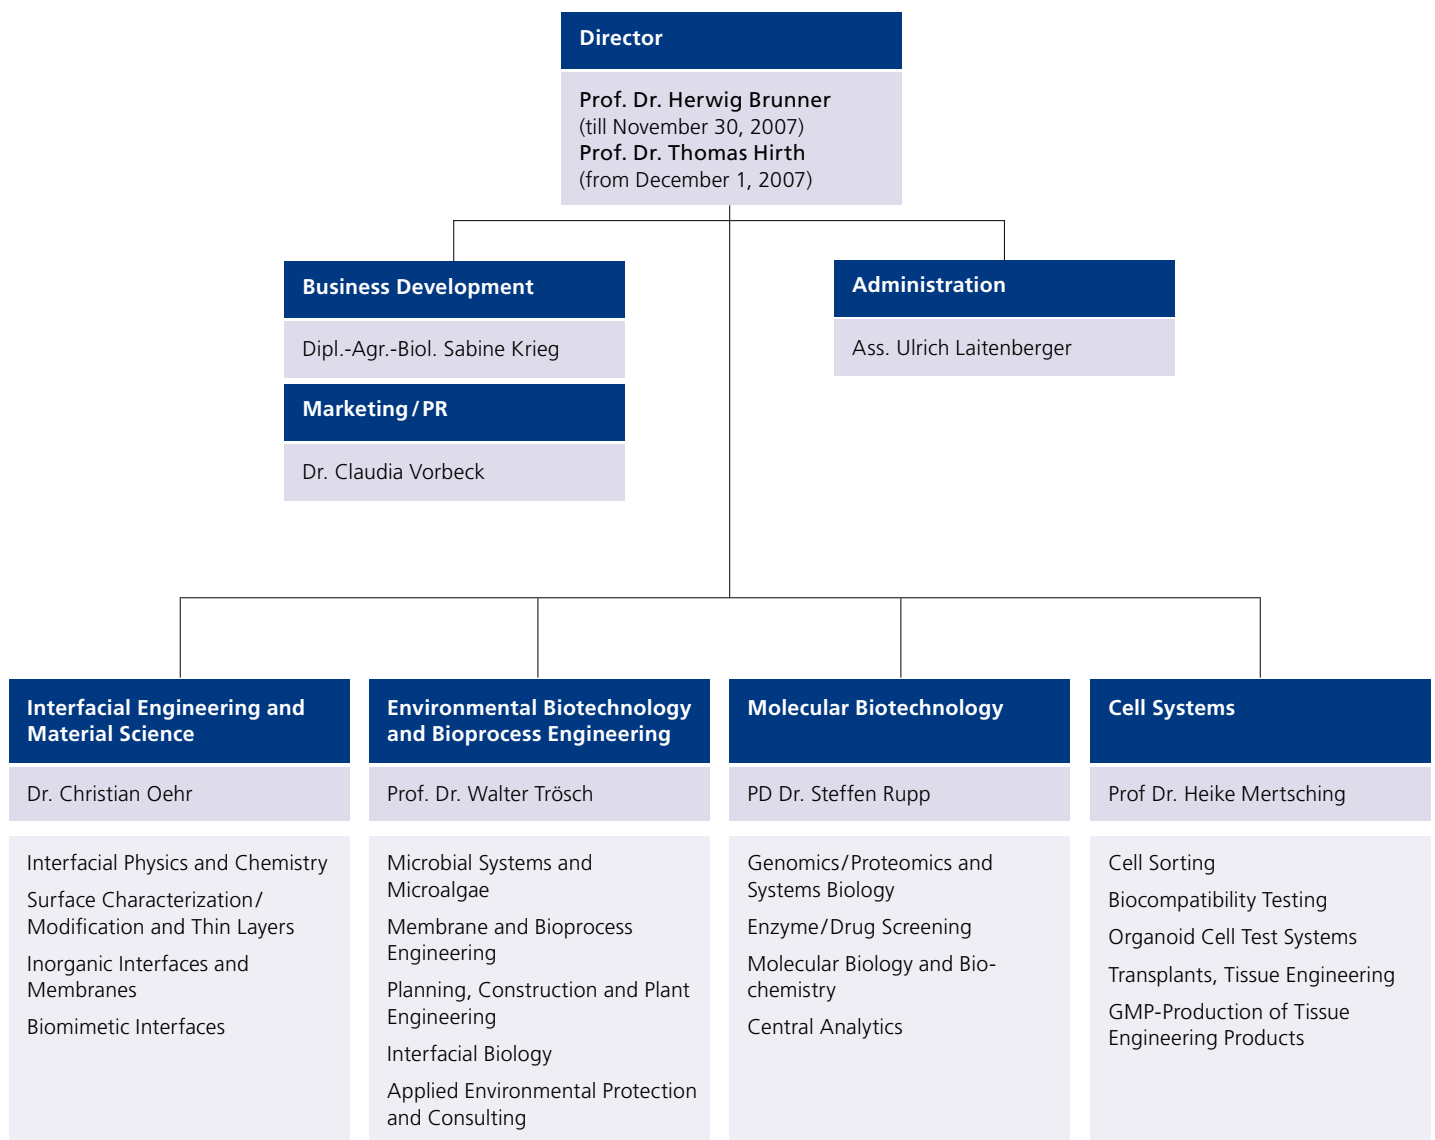 Director
Prof. Dr. Herwig Brunner
(till November 30, 2007)
Prof. Dr. Thomas Hirth
(from December 1, 2007)
Business Development
Dipl.-Agr.-Biol. Sabine Krieg
Marketing/PR
Dr. Claudia Vorbeck
Administration
Ass. Ulrich Laitenberger
Interfacial Engineering and
Material Science
Dr. Christian Oehr
Interfacial Physics and Chemistry
Surface Characterization/
Modification and Thin Layers
Inorganic Interfaces and
Membranes
Biomimetic Interfaces
Environmental Biotechnology
and Bioprocess Engineering
Prof. Dr. Walter Trösch
Microbial Systems and
Microalgae
Membrane and Bioprocess
Engineering
Planning, Construction and Plant
Engineering
Interfacial Biology
Applied Environmental Protection
and Consulting
Molecular Biotechnology
PD Dr. Steffen Rupp
Genomics/Proteomics and
Systems Biology
Enzyme/Drug Screening
Molecular Biology and Bio-
chemistry
Central Analytics
Cell Systems
Prof Dr. Heike Mertsching
Cell Sorting
Biocompatibility Testing
Organoid Cell Test Systems
Transplants, Tissue Engineering
GMP-Production of Tissue
Engineering Products